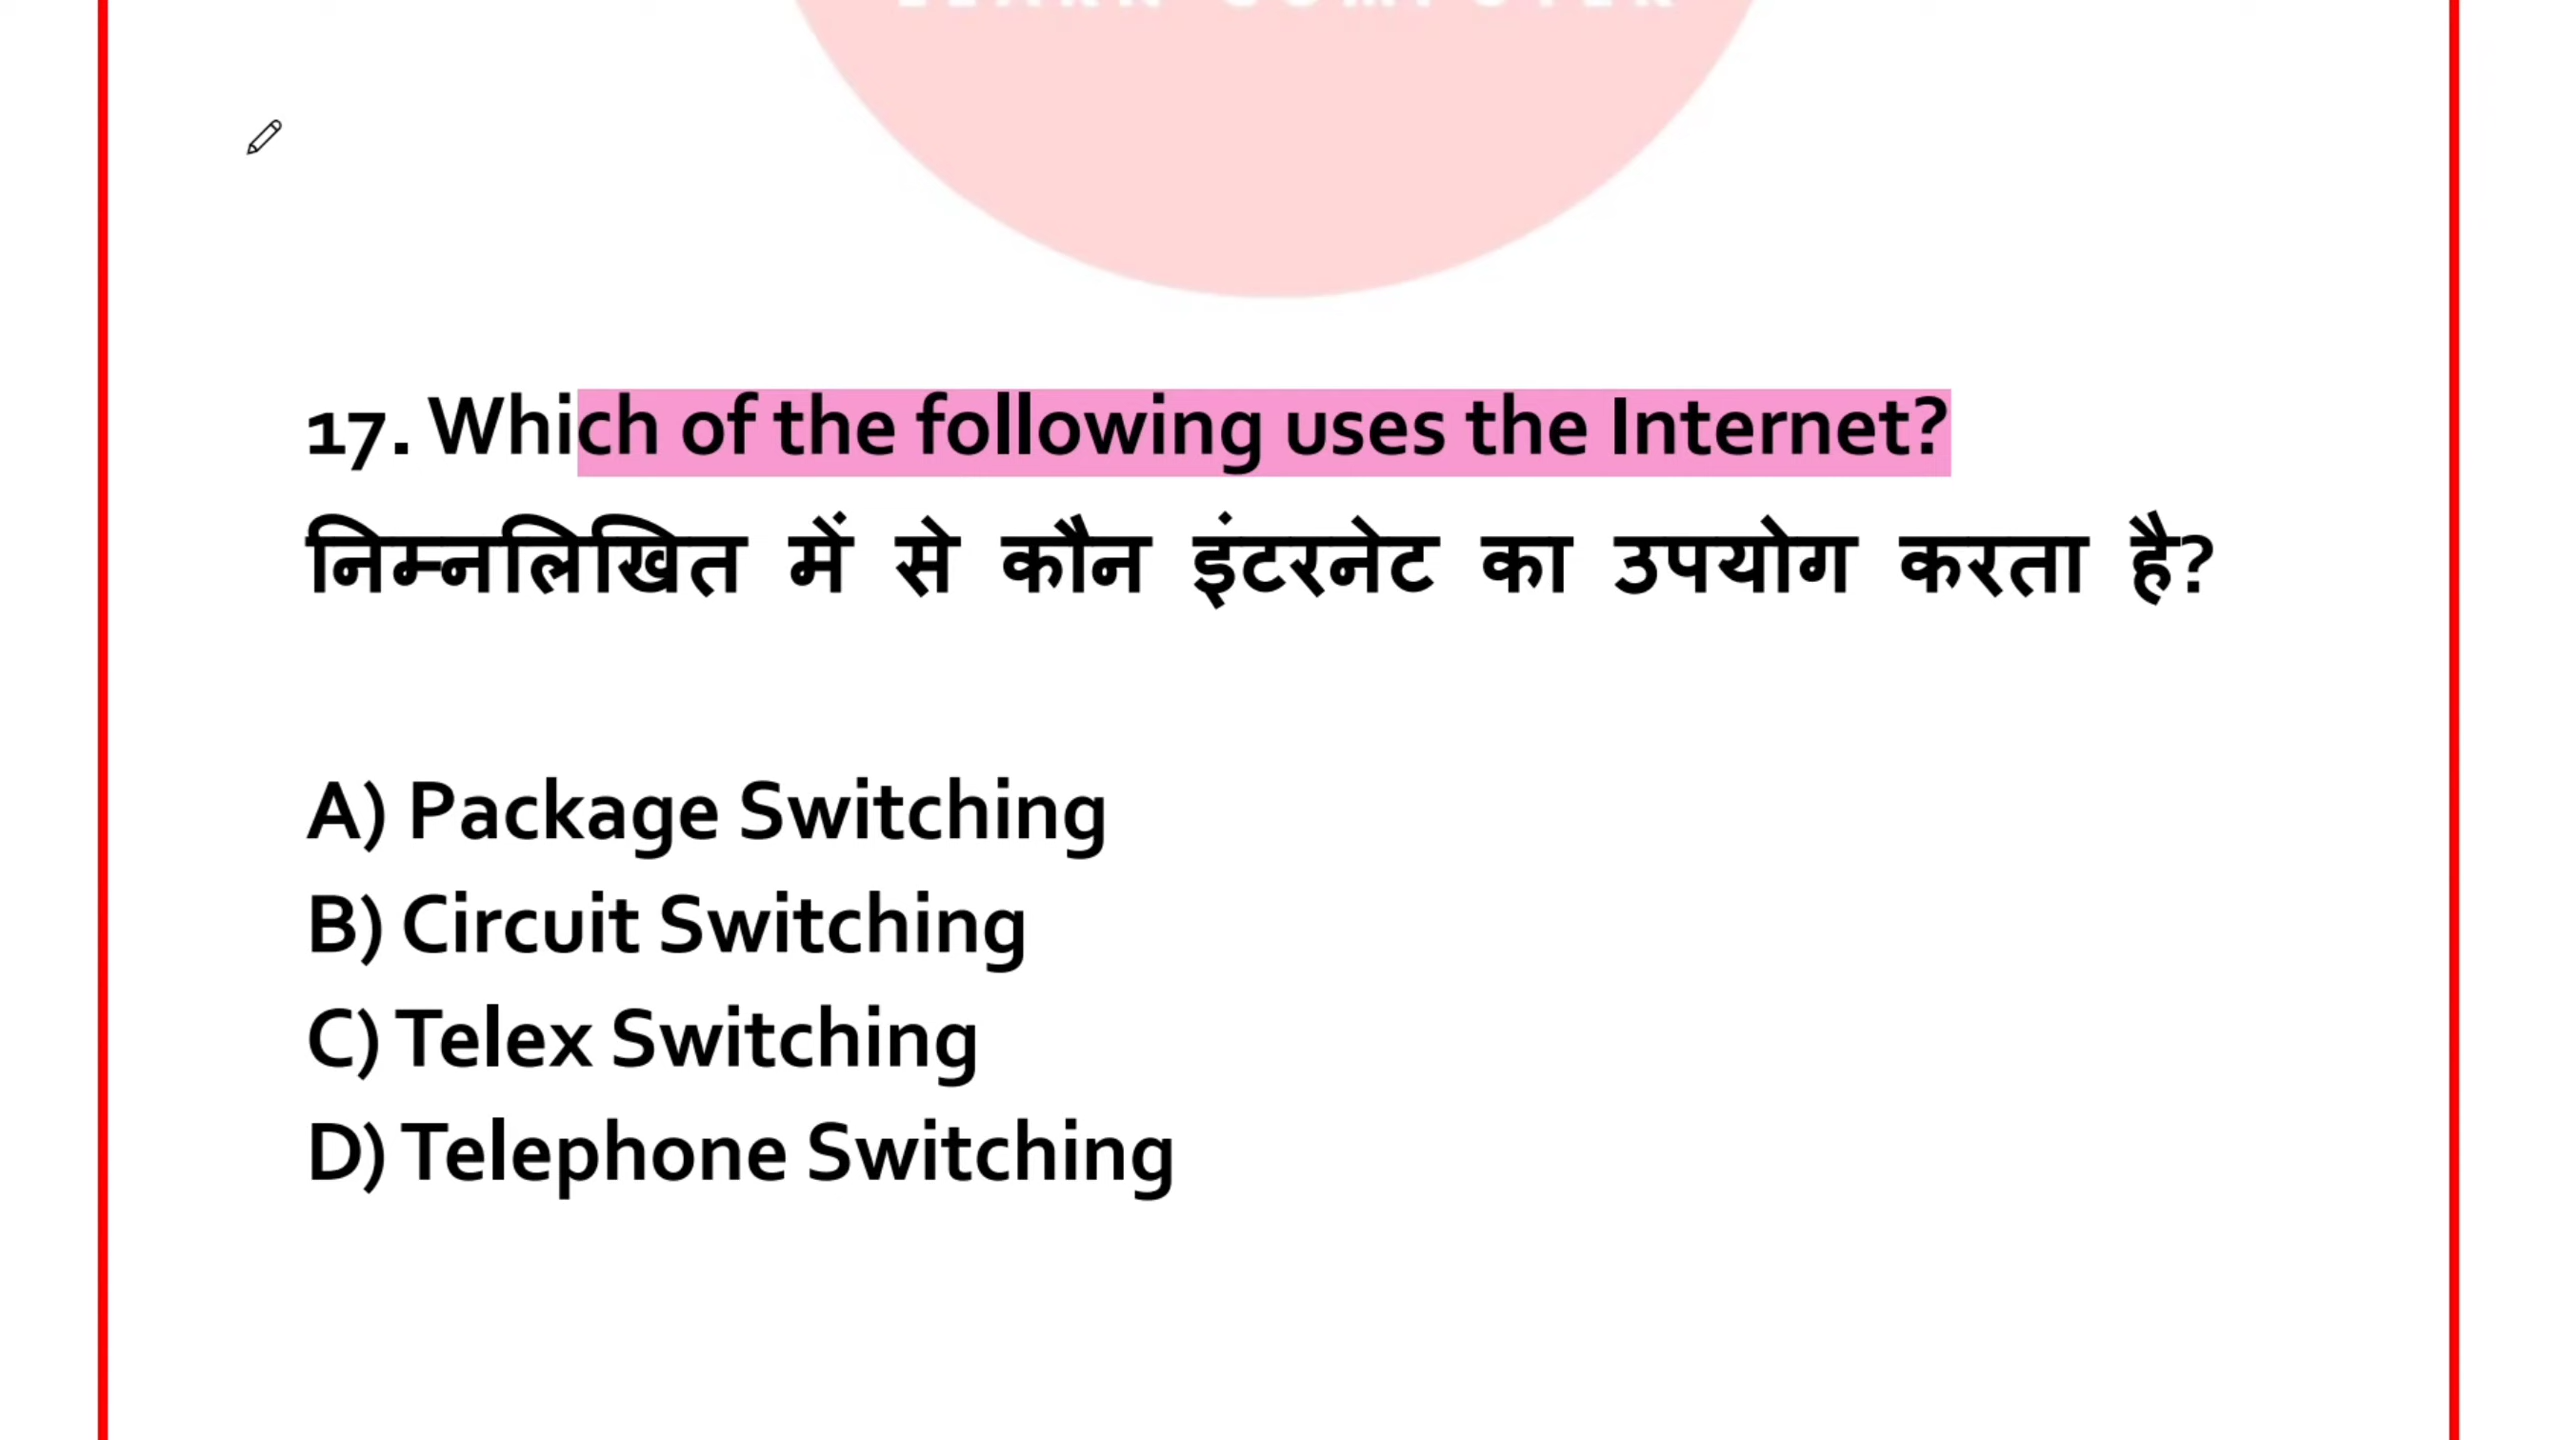 17. Which of the following uses the Internet?
निम्नलिखित में से कौन इंटरनेट का उपयोग करता है?
A) Package Switching
B) Circuit Switching
C) Telex Switching
D) Telephone Switching